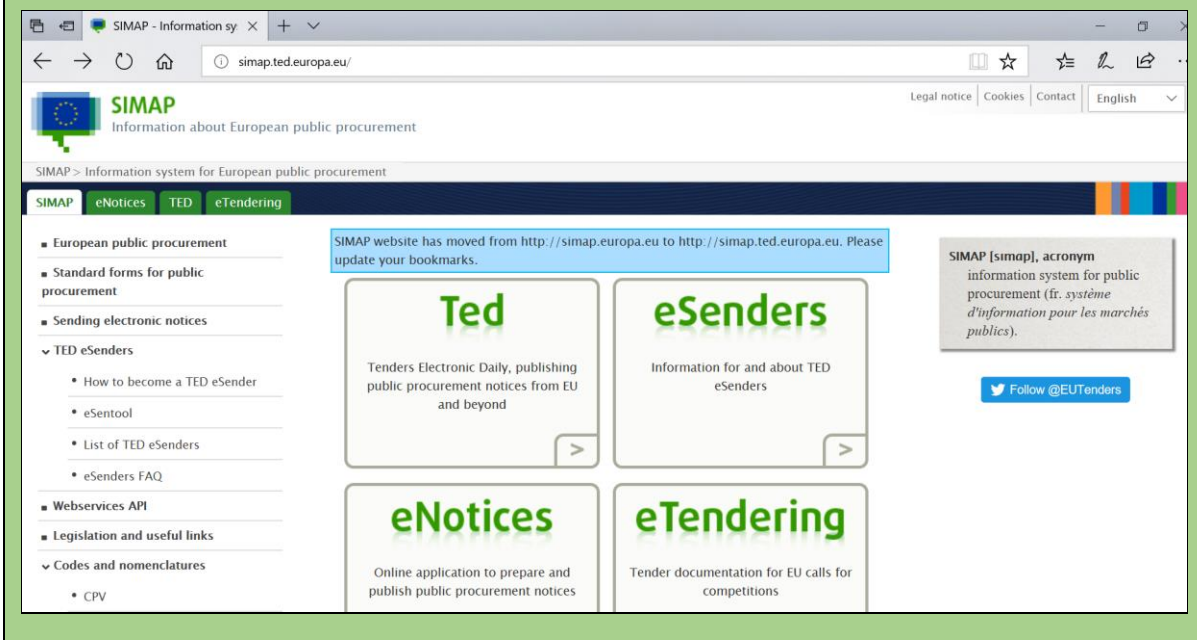 SIMAP - Information sy
simap.ted.europa.eu/
Legal notice Cookies Contact English
SIMAP
Information about European public procurement
SIMAP > Information system for European public procurement
SIMAP eNotices TED eTendering
European public procurement
Standard forms for public
procurement
Sending electronic notices
TED eSenders
How to become a TED eSender
eSentool
List of TED eSenders
eSenders FAQ
Webservices API
Legislation and useful links
Codes and nomenclatures
CPV
SIMAP website has moved from http://simap.europa.eu to http://simap.ted.europa.eu. Please
update your bookmarks.
Ted
Tenders Electronic Daily, publishing
public procurement notices from EU
and beyond
eSenders
Information for and about TED
eSenders
eNotices
Online application to prepare and
publish public procurement notices
eTendering
Tender documentation for EU calls for
competitions
SIMAP [sımɑp], acronym
information system for public
procurement (fr. système
d'information pour les marchés
publics).
Follow @EUTenders